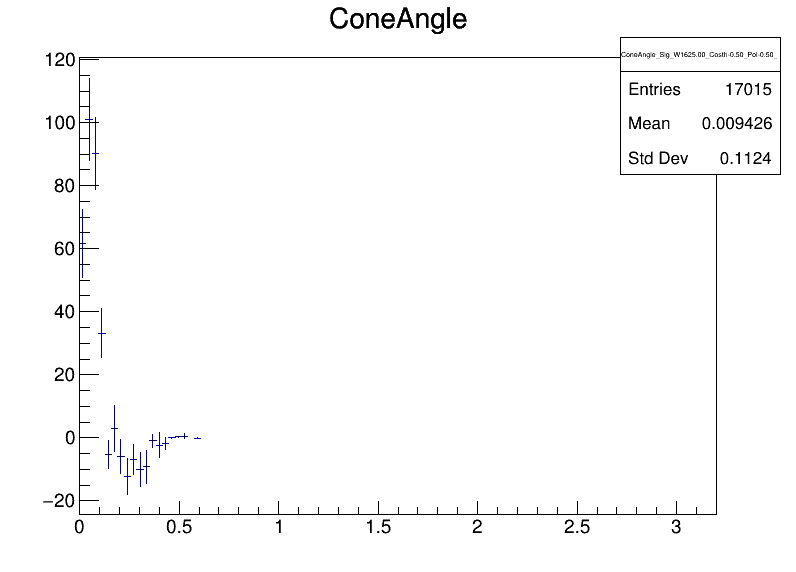 ConeAngle
ConeAngle_Sig_W1625.00_Costh-0.50_Pol-0.50_
Entries 17015
Mean 0.009426
Std Dev 0.1124
120
100
80
60
40
20
0
−20
0 0.5 1 1.5 2 2.5 3